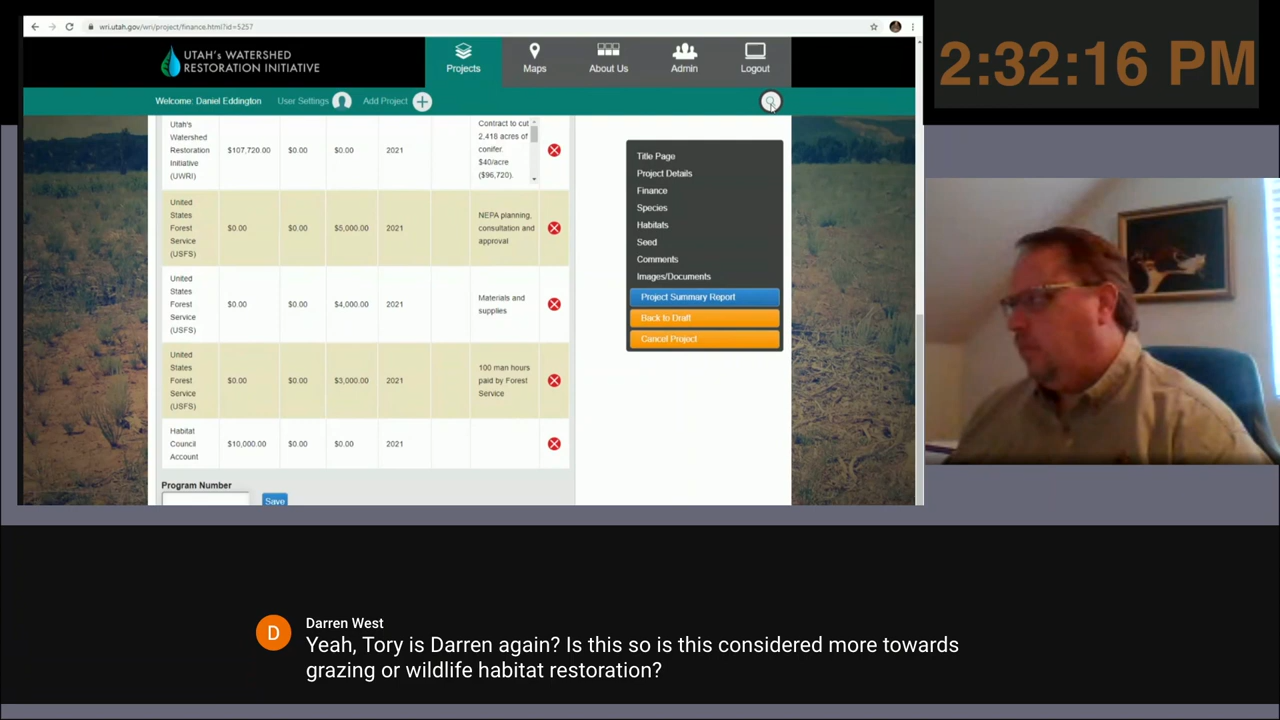 wri.utah.gov/wri/project/finance.html?id=5257
2:32:16 PM
UTAH's WATERSHED
RESTORATION INITIATIVE
Projects
Maps
About Us
Admin
Logout
Welcome: Daniel Eddington
User Settings
Add Project
Utah's
Watershed
Restoration
Initiative
(UWRI)
$107,720.00
$0.00
$0.00
2021
Contract to cut
2,418 acres of
conifer.
$40/acre
($96,720).
United
States
Forest
Service
(USFS)
$0.00
$0.00
$5,000.00
2021
NEPA planning,
consultation and
approval
United
States
Forest
Service
(USFS)
$0.00
$0.00
$4,000.00
2021
Materials and
supplies
United
States
Forest
Service
(USFS)
$0.00
$0.00
$3,000.00
2021
100 man hours
paid by Forest
Service
Habitat
Council
Account
$10,000.00
$0.00
$0.00
2021
Program Number
Save
Title Page
Project Details
Finance
Species
Habitats
Seed
Comments
Images/Documents
Project Summary Report
Back to Draft
Cancel Project
D
Darren West
Yeah, Tory is Darren again? Is this so is this considered more towards
grazing or wildlife habitat restoration?